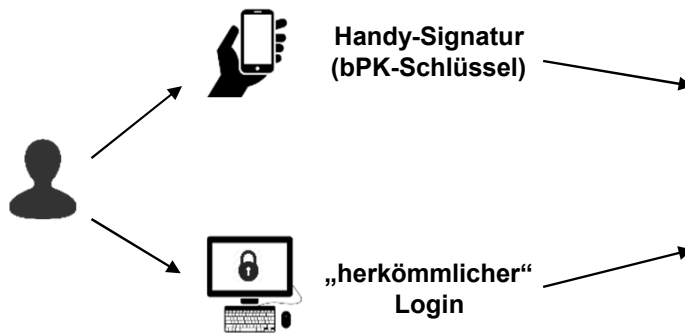 Handy-Signatur
(bPK-Schlüssel)
„herkömmlicher“
Login